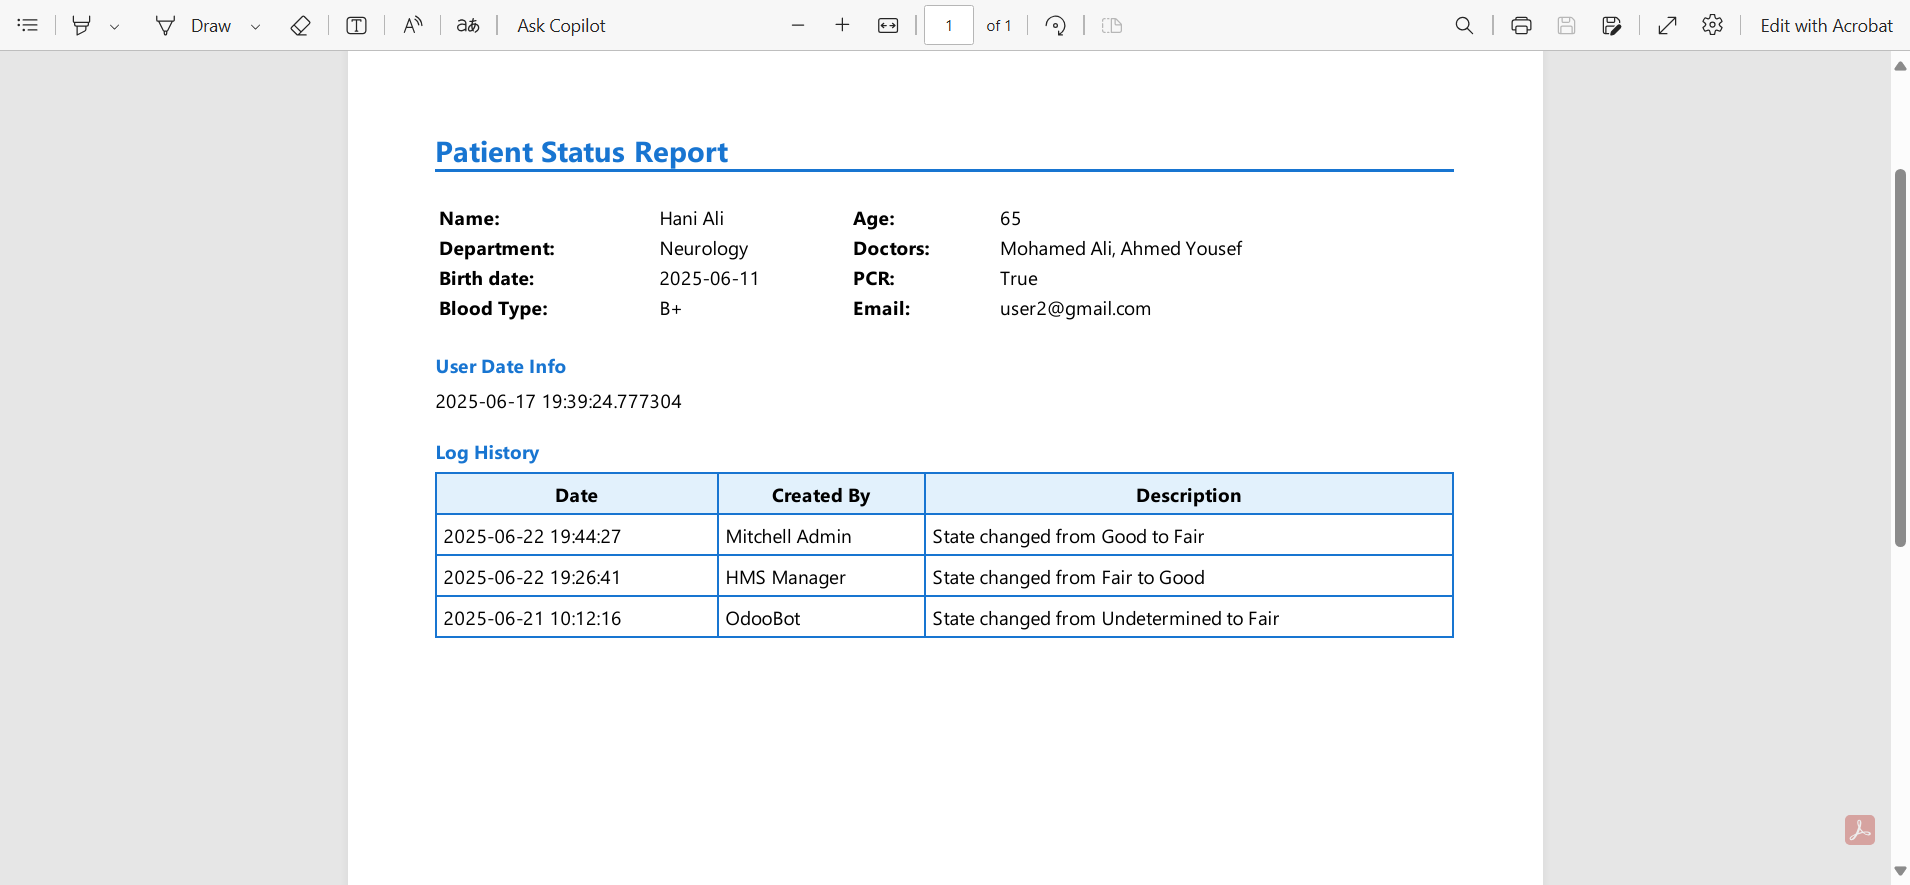 Draw Ask Copilot 1 of 1 Edit with Acrobat
Patient Status Report
Name: Hani Ali Age: 65
Department: Neurology Doctors: Mohamed Ali, Ahmed Yousef
Birth date: 2025-06-11 PCR: True
Blood Type: B+ Email: user2@gmail.com
User Date Info
2025-06-17 19:39:24.777304
Log History
Date Created By Description
2025-06-22 19:44:27 Mitchell Admin State changed from Good to Fair
2025-06-22 19:26:41 HMS Manager State changed from Fair to Good
2025-06-21 10:12:16 OdooBot State changed from Undetermined to Fair